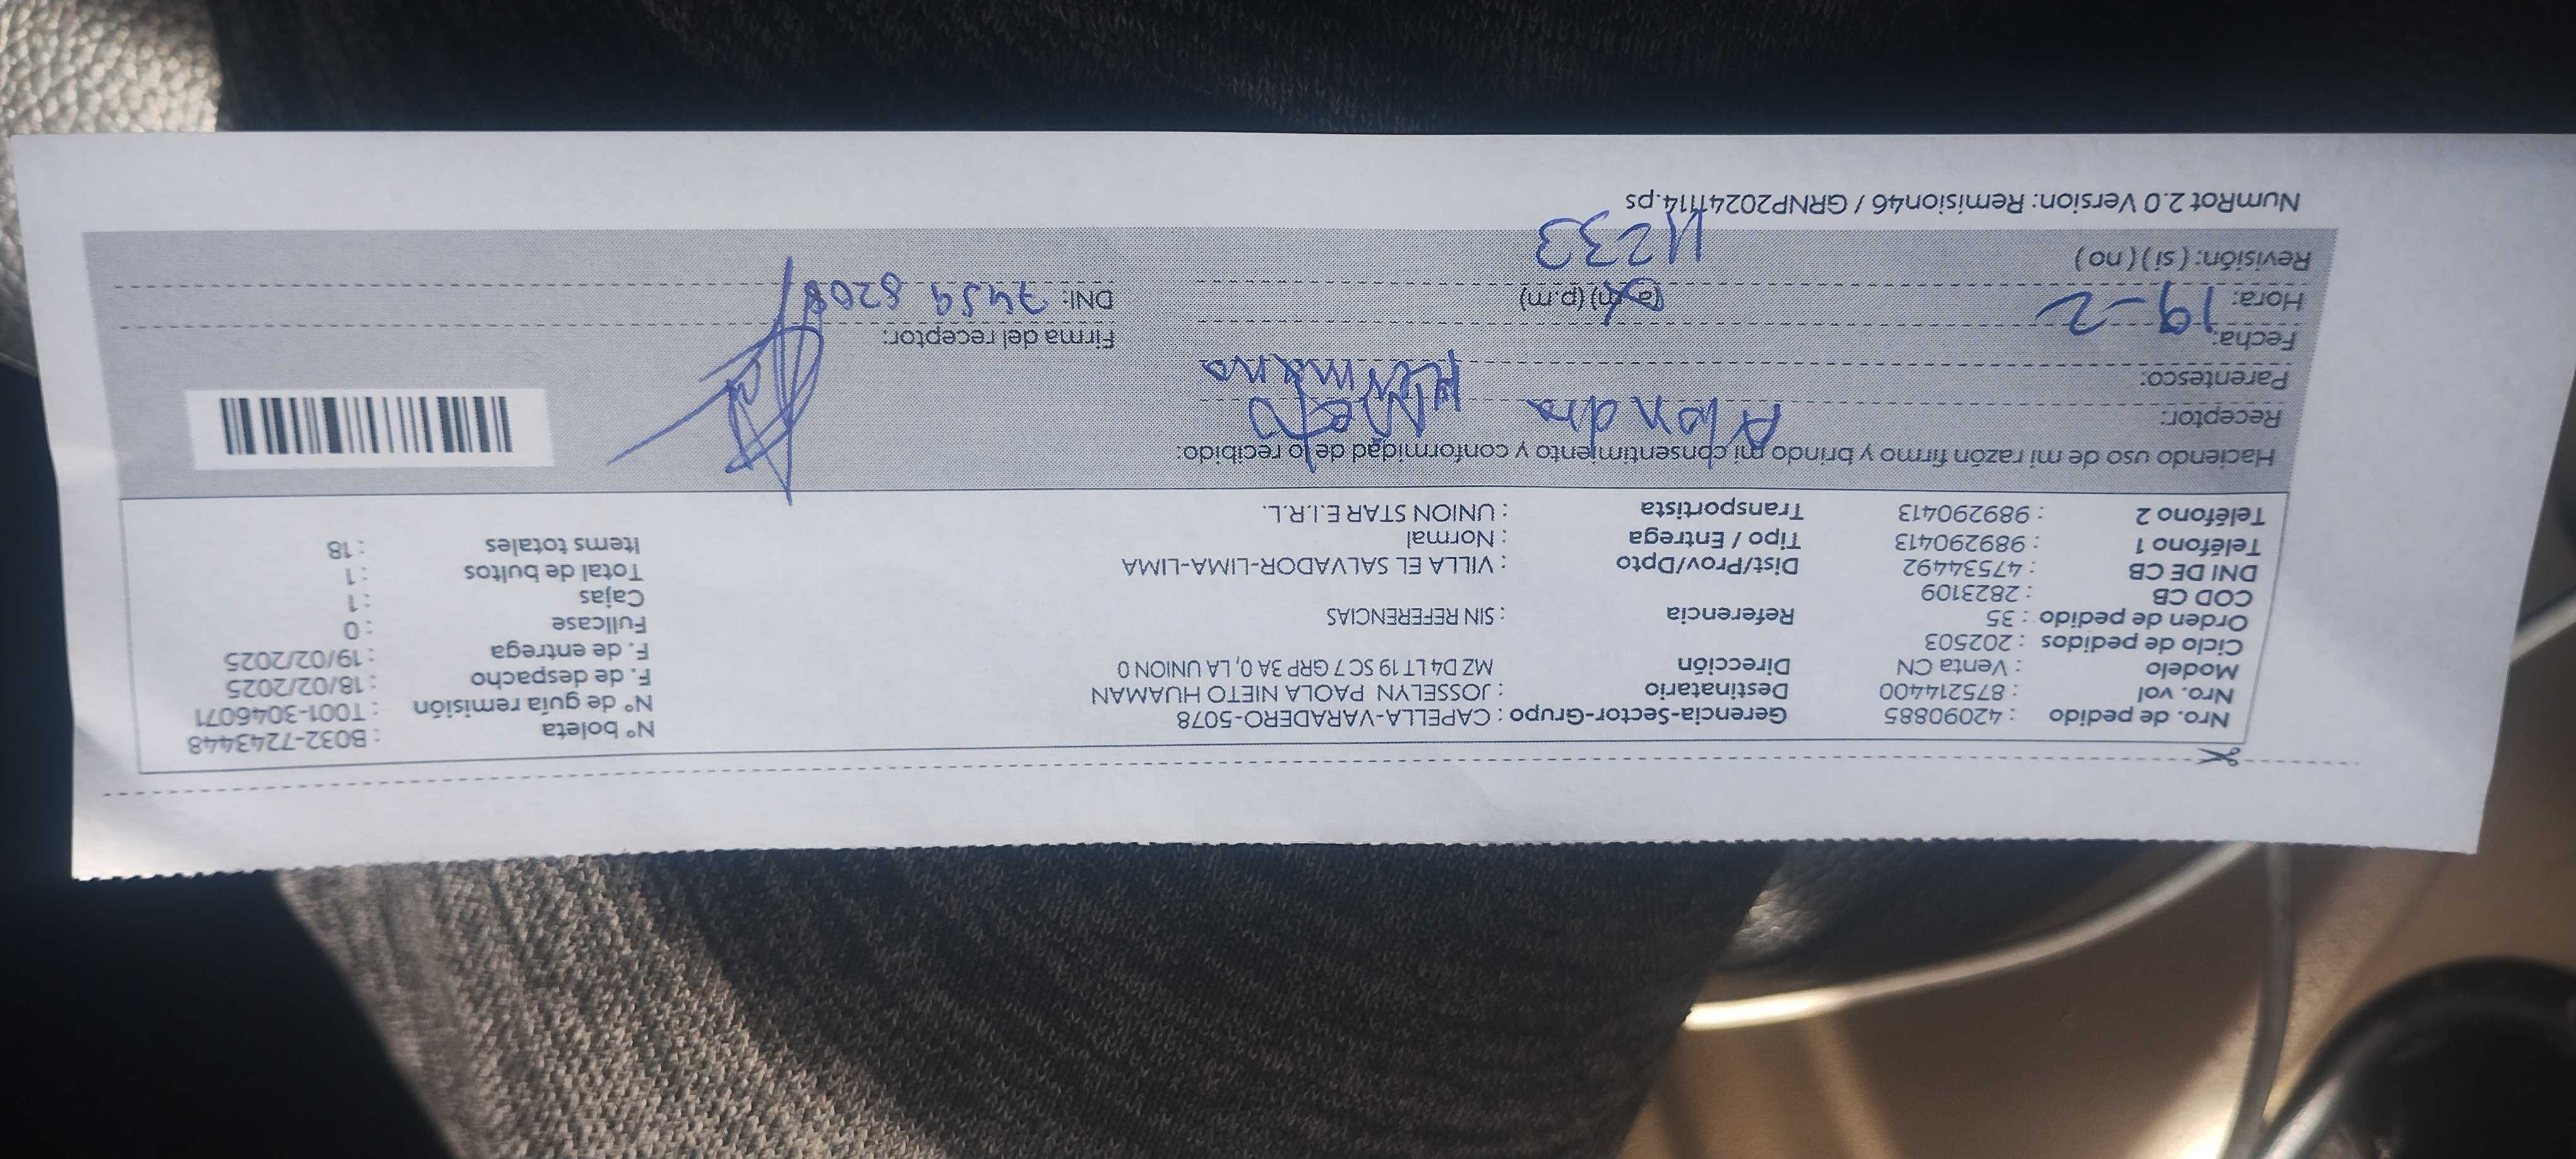 Nro. de pedido : 42090885 Gerencia-Sector-Grupo : CAPELLA-VARADERO-5078 N° boleta : B032-7243448
Nro. vol : 875214400 Destinatario : JOSSELYN PAOLA NIETO HUAMAN N° de guía remisión : T001-3046071
Modelo : Venta CN Dirección MZ D4 LT 19 SC 7 GRP 3A 0, LA UNION 0 F. de despacho : 18/02/2025
Ciclo de pedidos : 202503 F. de entrega : 19/02/2025
Orden de pedido : 35 Referencia : SIN REFERENCIAS Fullcase : 0
COD CB : 2823109 Cajas : 1
DNI DE CB : 47534492 Dist/Prov/Dpto : VILLA EL SALVADOR-LIMA-LIMA Total de bultos : 1
Teléfono 1 : 989290413 Tipo / Entrega : Normal Items totales : 18
Teléfono 2 : 989290413 Transportista : UNION STAR E.I.R.L.
Haciendo uso de mi razón firmo y brindo mi consentimiento y conformidad de lo recibido:
Receptor: Nieto
Parentesco: Hermana
Fecha: 19-2 Firma del receptor:
Hora: (a.m) (p.m) DNI:
Revisión: ( si ) ( no ) 11233
NumRot 2.0 Version: Remision46 / GRNP20241114.ps